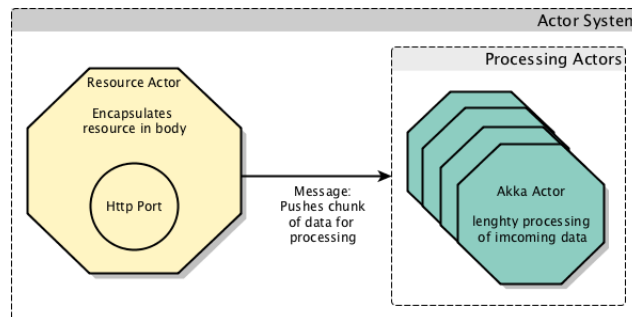 Actor System
Processing Actors
Resource Actor
Encapsulates
resource in body
Http Port
Message:
Pushes chunk
of data for
processing
Akka Actor
lenghty processing
of imcoming data